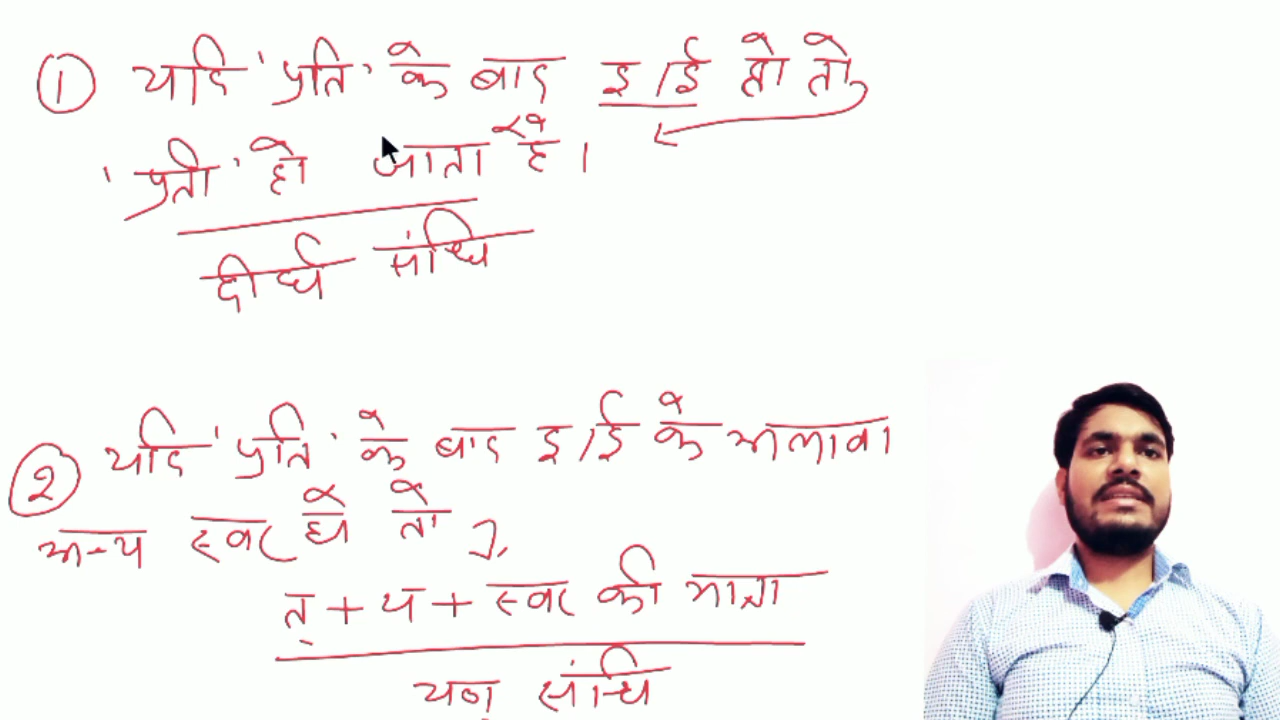 ① यदि 'प्रति' के बाद इ/ई हो तो,
'प्रती' हो जाता है।
दीर्घ संधि
② यदि 'प्रति' के बाद इ/ई के अलावा
अन्य स्वर हो तो,
त् + य + स्वर की मात्रा
यण् संन्धि